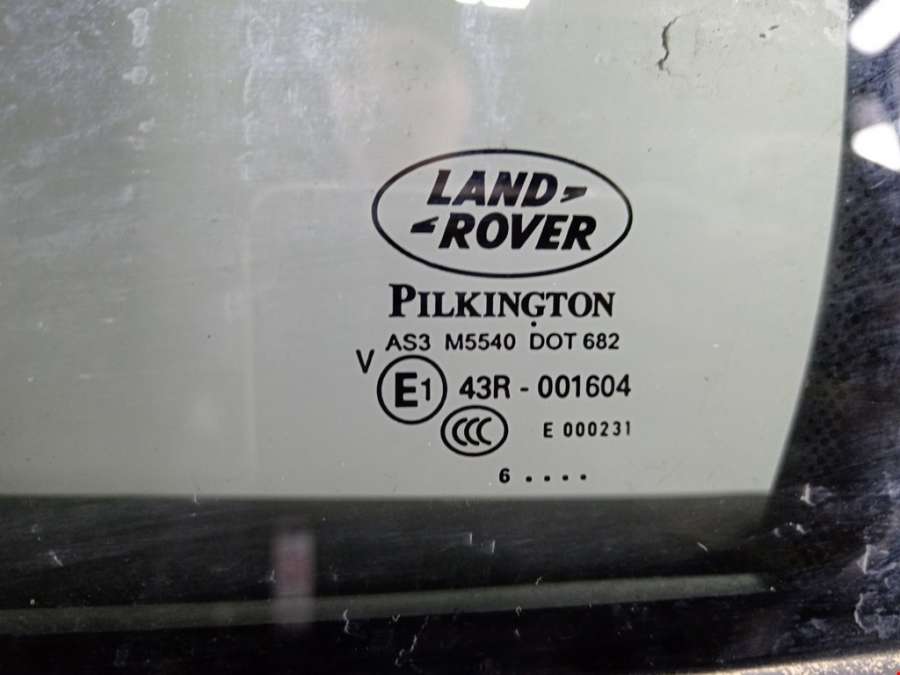 LAND
ROVER
PILKINGTON
AS3 M5540 DOT 682
V
E1 43R - 001604
CCC E 000231
6 . . . .